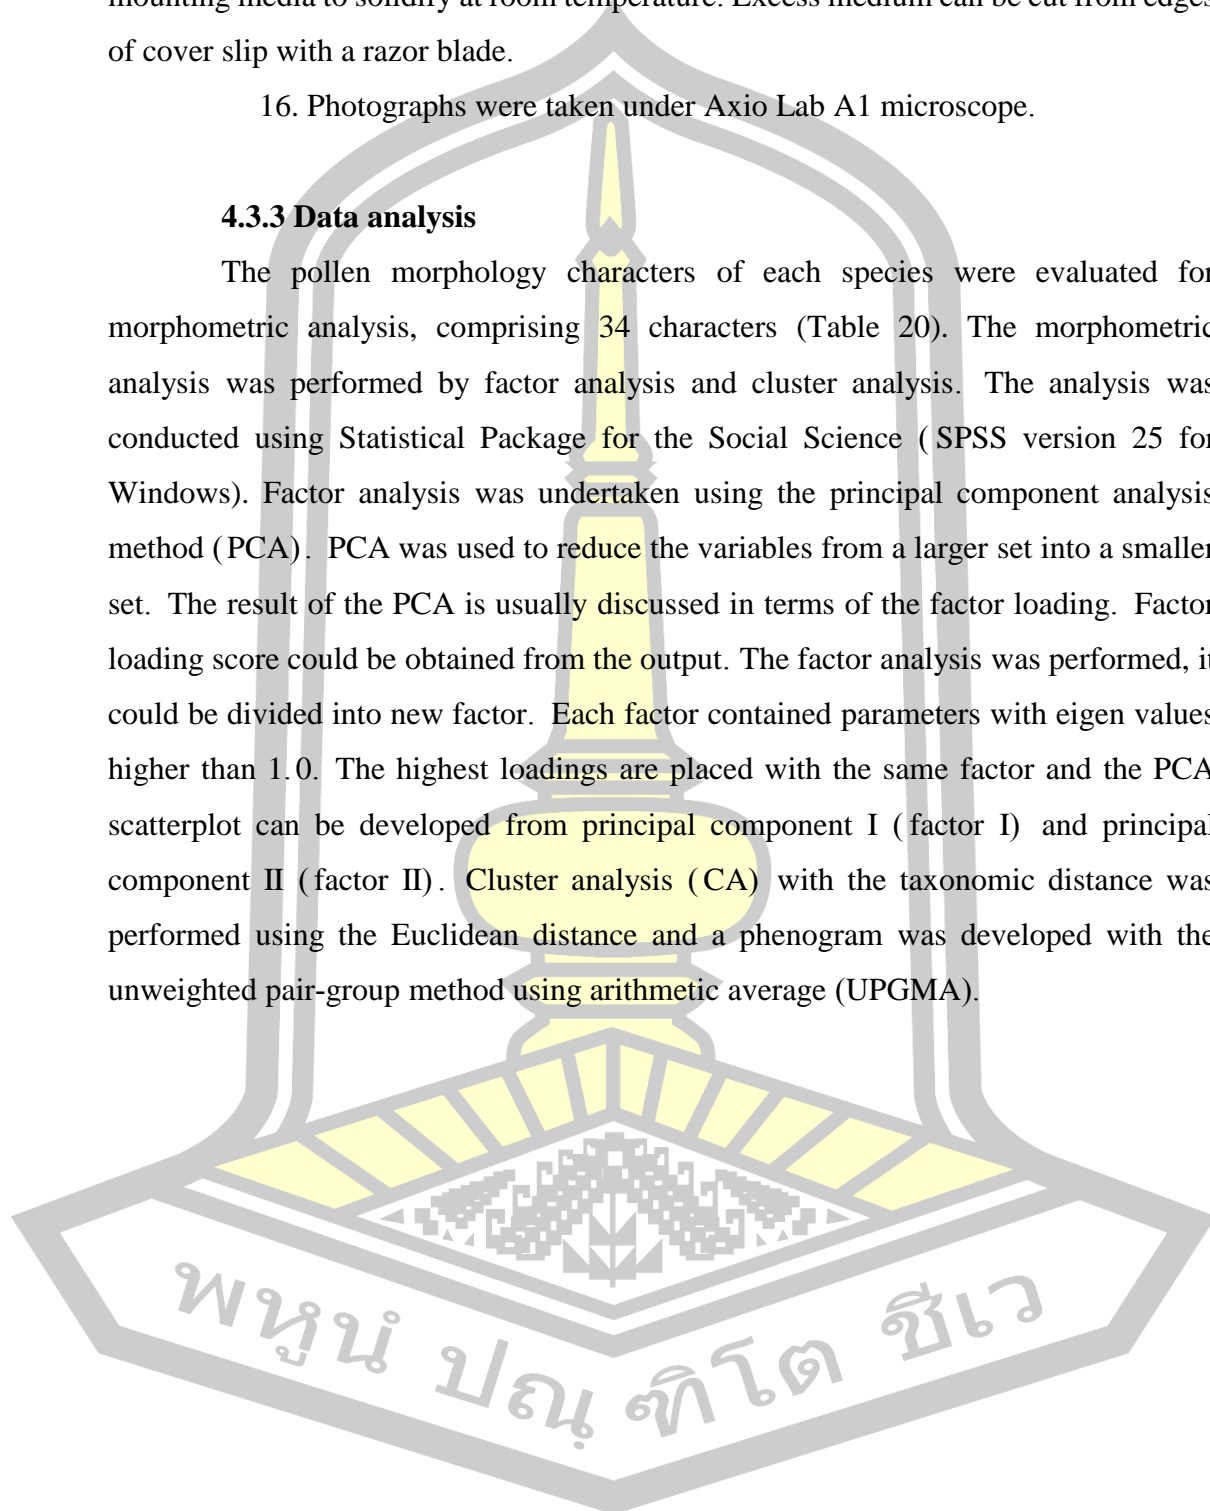 mounting media to solidify at room temperature. Excess medium can be cut from edges
of cover slip with a razor blade.
16. Photographs were taken under Axio Lab A1 microscope.
4.3.3 Data analysis
The pollen morphology characters of each species were evaluated for
morphometric analysis, comprising 34 characters (Table 20). The morphometric
analysis was performed by factor analysis and cluster analysis. The analysis was
conducted using Statistical Package for the Social Science (SPSS version 25 for
Windows). Factor analysis was undertaken using the principal component analysis
method (PCA). PCA was used to reduce the variables from a larger set into a smaller
set. The result of the PCA is usually discussed in terms of the factor loading. Factor
loading score could be obtained from the output. The factor analysis was performed, it
could be divided into new factor. Each factor contained parameters with eigen values
higher than 1.0. The highest loadings are placed with the same factor and the PCA
scatterplot can be developed from principal component I (factor I) and principal
component II (factor II). Cluster analysis (CA) with the taxonomic distance was
performed using the Euclidean distance and a phenogram was developed with the
unweighted pair-group method using arithmetic average (UPGMA).
พหูนํ ปณฺฑิโต ชีเว